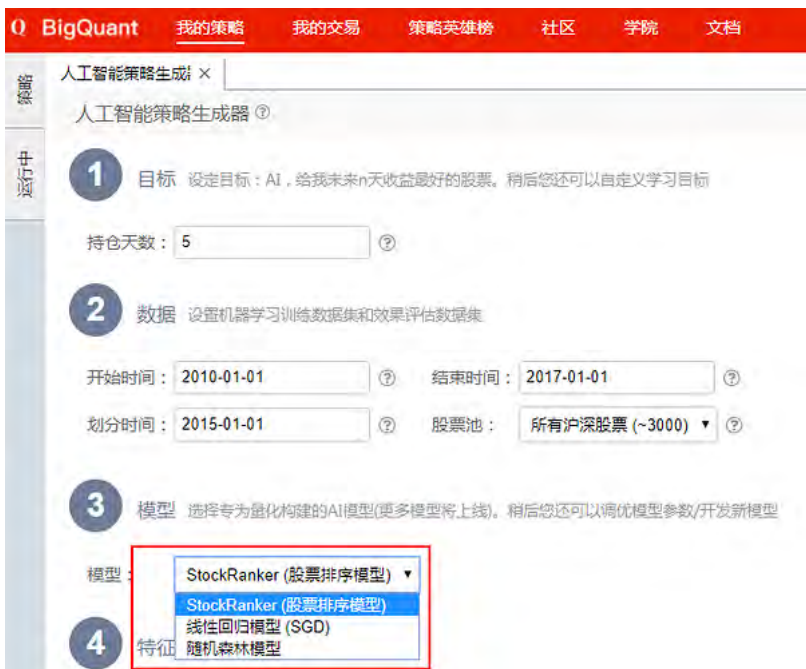 Q BigQuant 我的策略 我的交易 策略英雄榜 社区 学院 文档
策略
运行中
人工智能策略生成 ×
人工智能策略生成器 ?
1 目标 设定目标：AI，给我未来n天收益最好的股票。稍后您还可以自定义学习目标
持仓天数： 5 ?
2 数据 设置机器学习训练数据集和效果评估数据集
开始时间： 2010-01-01 ? 结束时间： 2017-01-01 ?
划分时间： 2015-01-01 ? 股票池： 所有沪深股票 (~3000) ▼ ?
3 模型 选择专为量化构建的AI模型(更多模型将上线)。稍后您还可以调优模型参数/开发新模型
模型： StockRanker (股票排序模型) ▼
StockRanker (股票排序模型)
线性回归模型 (SGD)
4 特征 随机森林模型